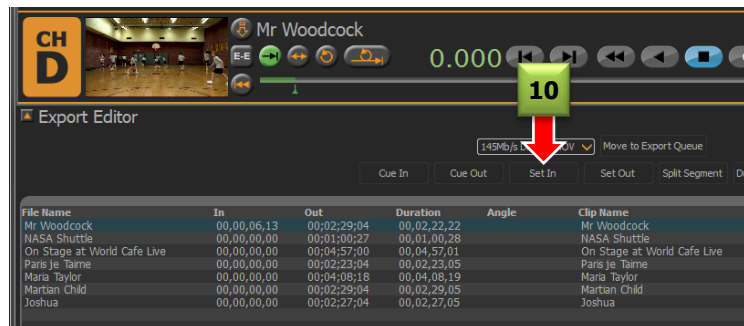 CH
D
Mr Woodcock
E-E
0.000
10
Export Editor
145Mb/s D OV
Move to Export Queue
Cue In Cue Out Set In Set Out Split Segment D
File Name In Out Duration Angle Clip Name
Mr Woodcock 00,00,06,13 00;02;29;04 00,02,22,22 Mr Woodcock
NASA Shuttle 00,00,00,00 00;01;00;27 00,01,00,28 NASA Shuttle
On Stage at World Cafe Live 00,00,00,00 00;04;57;00 00,04,57,01 On Stage at World Cafe Live
Paris je Taime 00,00,00,00 00;02;23;04 00,02,23,05 Paris je Taime
Maria Taylor 00,00,00,00 00;04;08;18 00,04,08,19 Maria Taylor
Martian Child 00,00,00,00 00;02;29;04 00,02,29,05 Martian Child
Joshua 00,00,00,00 00;02;27;04 00,02,27,05 Joshua